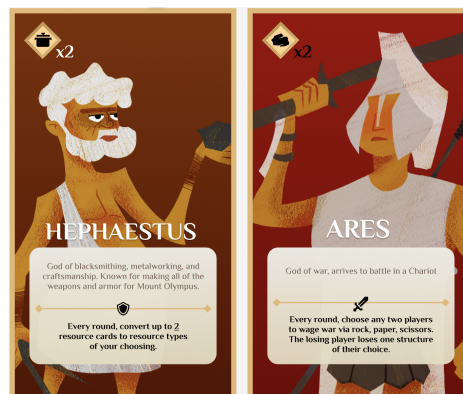 x2
HEPHAESTUS
God of blacksmithing, metalworking, and
craftsmanship. Known for making all of the
weapons and armor for Mount Olympus.
Every round, convert up to 2
resource cards to resource types
of your choosing.
x2
ARES
God of war, arrives to battle in a Chariot
Every round, choose any two players
to wage war via rock, paper, scissors.
The losing player loses one structure
of their choice.